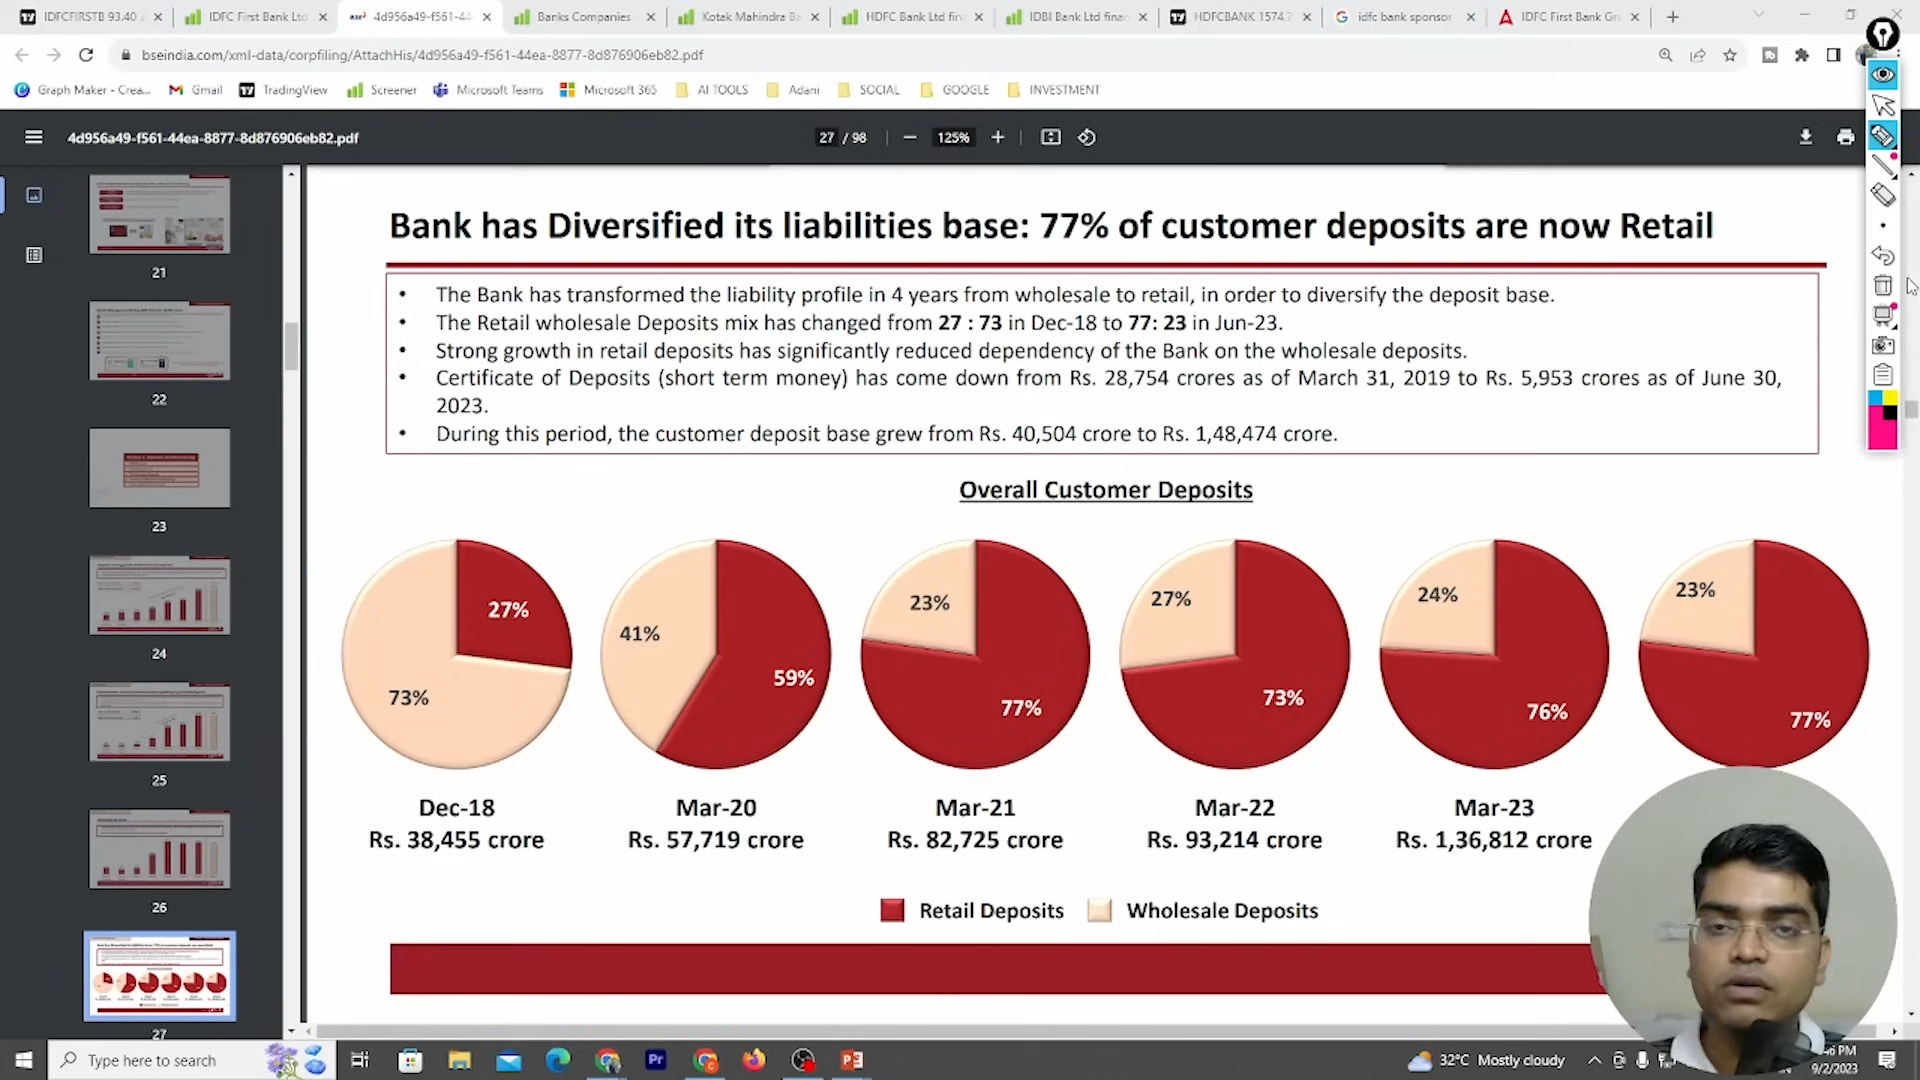 IDFCFIRSTB 93.40
IDFC First Bank Ltd
4d956a49-f561-44
Banks Companies
Kotak Mahindra Ba
HDFC Bank Ltd fin
IDBI Bank Ltd finan
HDFCBANK 1574.7
idfc bank sponsor
IDFC First Bank Gr
bseindia.com/xml-data/corpfiling/AttachHis/4d956a49-f561-44ea-8877-8d876906eb82.pdf
Graph Maker - Crea...
Gmail
TradingView
Screener
Microsoft Teams
Microsoft 365
AI TOOLS
Adani
SOCIAL
GOOGLE
INVESTMENT
4d956a49-f561-44ea-8877-8d876906eb82.pdf
27 / 98
125%
21
22
23
24
25
26
27
Bank has Diversified its liabilities base: 77% of customer deposits are now Retail
• The Bank has transformed the liability profile in 4 years from wholesale to retail, in order to diversify the deposit base.
• The Retail wholesale Deposits mix has changed from 27 : 73 in Dec-18 to 77: 23 in Jun-23.
• Strong growth in retail deposits has significantly reduced dependency of the Bank on the wholesale deposits.
• Certificate of Deposits (short term money) has come down from Rs. 28,754 crores as of March 31, 2019 to Rs. 5,953 crores as of June 30,
2023.
• During this period, the customer deposit base grew from Rs. 40,504 crore to Rs. 1,48,474 crore.
Overall Customer Deposits
27%
73%
41%
59%
23%
77%
27%
73%
24%
76%
23%
77%
Dec-18
Rs. 38,455 crore
Mar-20
Rs. 57,719 crore
Mar-21
Rs. 82,725 crore
Mar-22
Rs. 93,214 crore
Mar-23
Rs. 1,36,812 crore
Retail Deposits
Wholesale Deposits
Type here to search
32°C Mostly cloudy
PM
9/2/2023